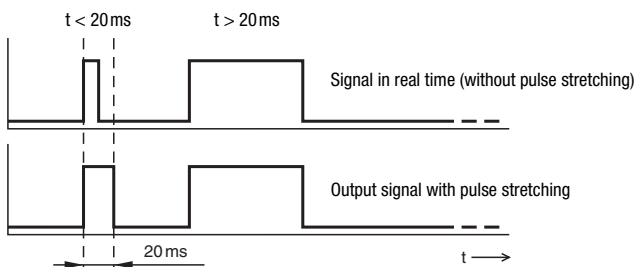 t < 20 ms
t > 20 ms
Signal in real time (without pulse stretching)
Output signal with pulse stretching
20 ms
t